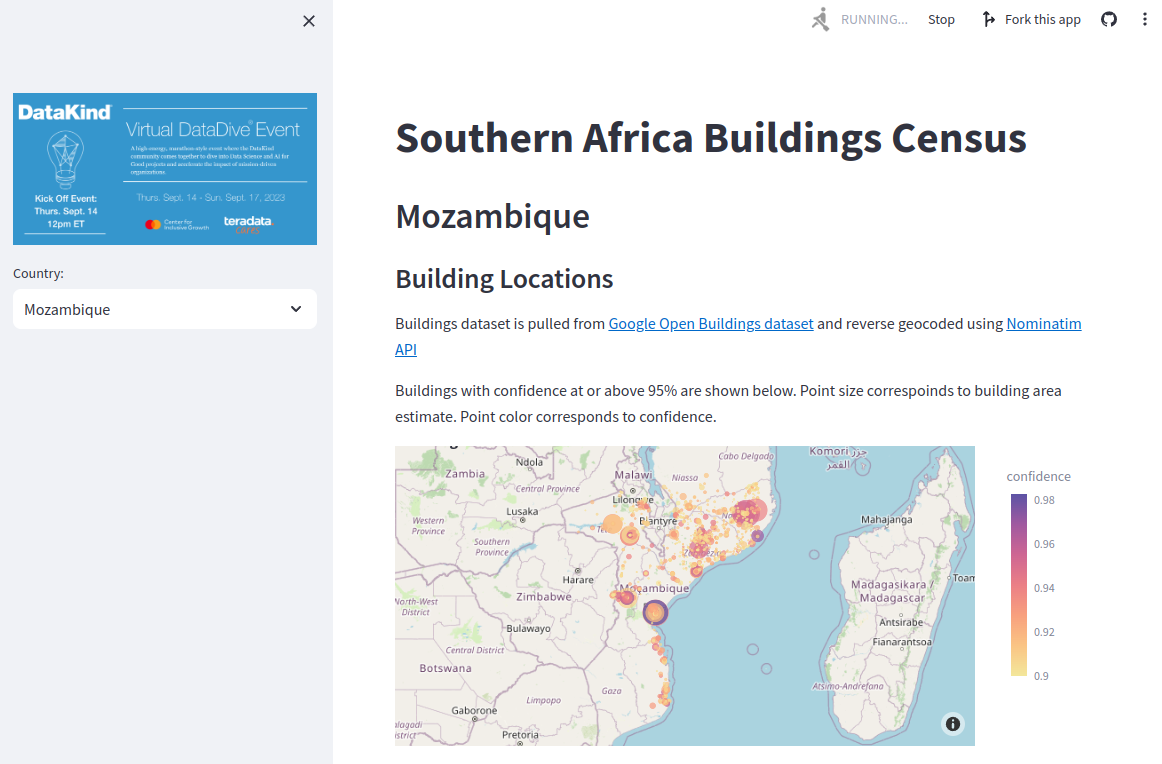 RUNNING...
Stop
Fork this app
DataKind
Virtual DataDive Event
A high-energy, marathon-style event where the DataKind
community comes together to dive into Data Science and AI for
Good projects and accelerate the impact of mission driven
organizations.
Kick Off Event:
Thurs. Sept. 14
12pm ET
Thurs. Sept. 14 - Sun. Sept. 17, 2023
Center for
Inclusive Growth
teradata.
cares
Country:
Mozambique
Southern Africa Buildings Census
Mozambique
Building Locations
Buildings dataset is pulled from Google Open Buildings dataset and reverse geocoded using Nominatim
API
Buildings with confidence at or above 95% are shown below. Point size correspoinds to building area
estimate. Point color corresponds to confidence.
Cabo Delgado
Komori جزر
القمر
Ndola
Zambia
Malawi
Niassa
Central Province
Lilongwe
Lusaka
Western
Province
Blantyre
Mahajanga
Southern
Province
Harare
Moçambique
Madagasikara /
Madagascar
Toam
Zimbabwe
North-West
District
Antsirabe
Bulawayo
Fianarantsoa
Central District
Botswana
Gaza
Atsimo-Andrefana
Limpopo
Gaborone
Pretoria
confidence
0.98
0.96
0.94
0.92
0.9